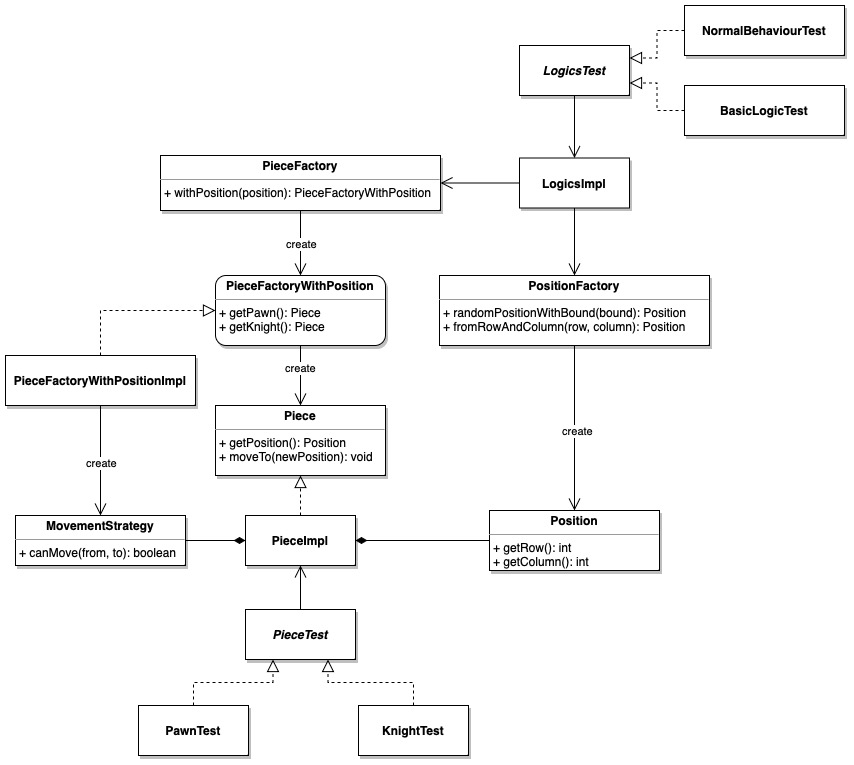 NormalBehaviourTest
LogicsTest
BasicLogicTest
PieceFactory
+ withPosition(position): PieceFactoryWithPosition
LogicsImpl
create
PieceFactoryWithPosition
+ getPawn(): Piece
+ getKnight(): Piece
PositionFactory
+ randomPositionWithBound(bound): Position
+ fromRowAndColumn(row, column): Position
PieceFactoryWithPositionImpl
create
Piece
+ getPosition(): Position
+ moveTo(newPosition): void
create
create
MovementStrategy
+ canMove(from, to): boolean
PieceImpl
Position
+ getRow(): int
+ getColumn(): int
PieceTest
PawnTest
KnightTest